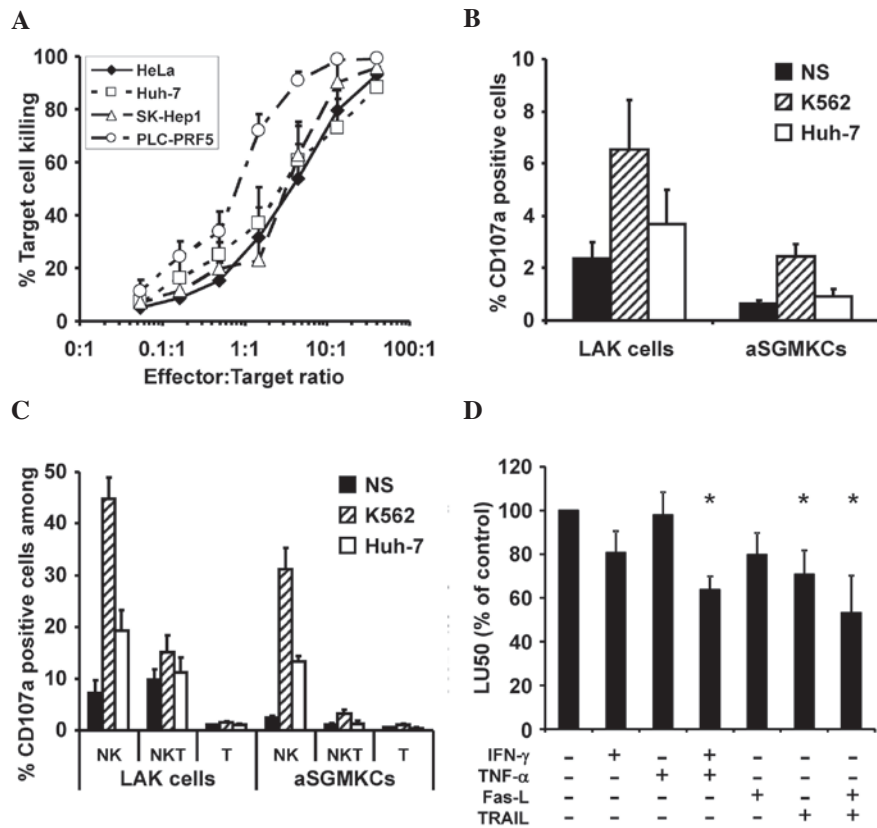 A
% Target cell killing
100
80
60
40
20
0
HeLa
Huh-7
SK-Hep1
PLC-PRF5
0:1 0.1:1 1:1 10:1 100:1
Effector:Target ratio
B
% CD107a positive cells
8
6
4
2
0
NS
K562
Huh-7
LAK cells aSGMKCs
C
% CD107a positive cells among
50
40
30
20
10
0
NS
K562
Huh-7
NK NKT T NK NKT T
LAK cells aSGMKCs
D
LU50 (% of control)
120
100
80
60
40
20
0
* * *
IFN-γ – + – + – – –
TNF-α – – + + – – –
Fas-L – – – – + – +
TRAIL – – – – – + +